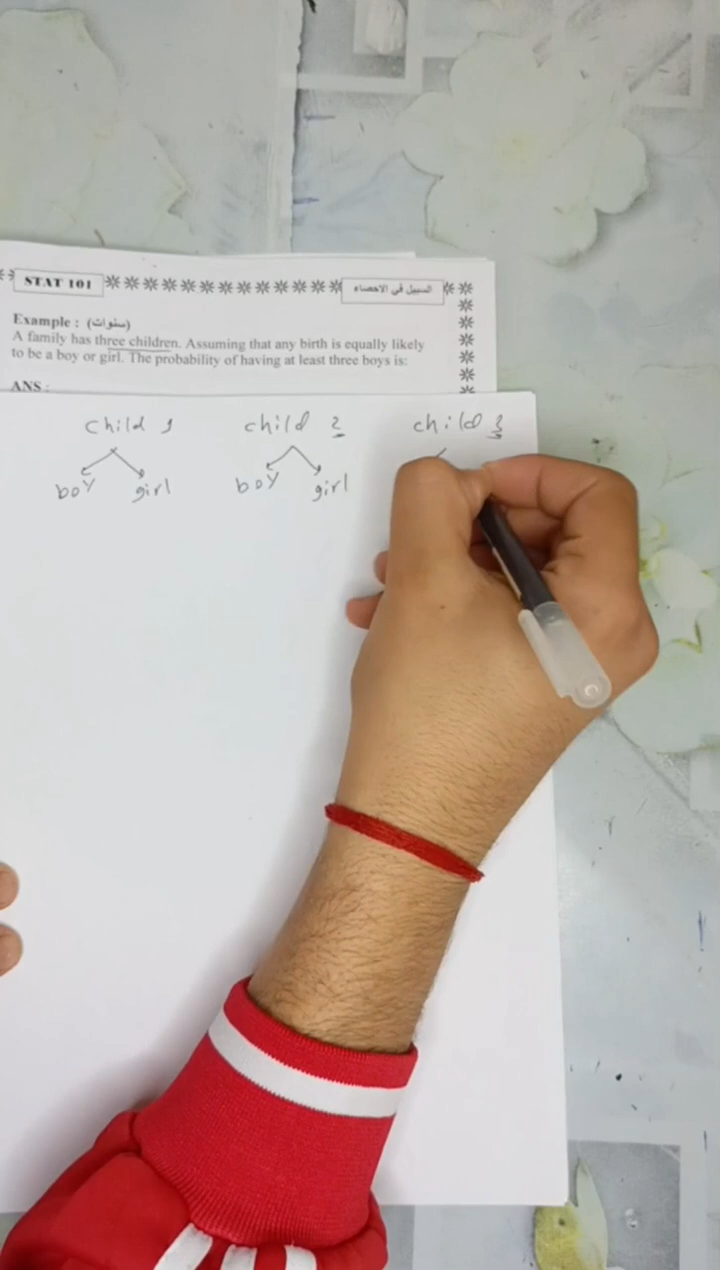 STAT 101 ******************** السبيل في الاحصاء
Example : (سنوات)
A family has three children. Assuming that any birth is equally likely
to be a boy or girl. The probability of having at least three boys is:
ANS :
child 1 child 2 child 3
boy girl boy girl